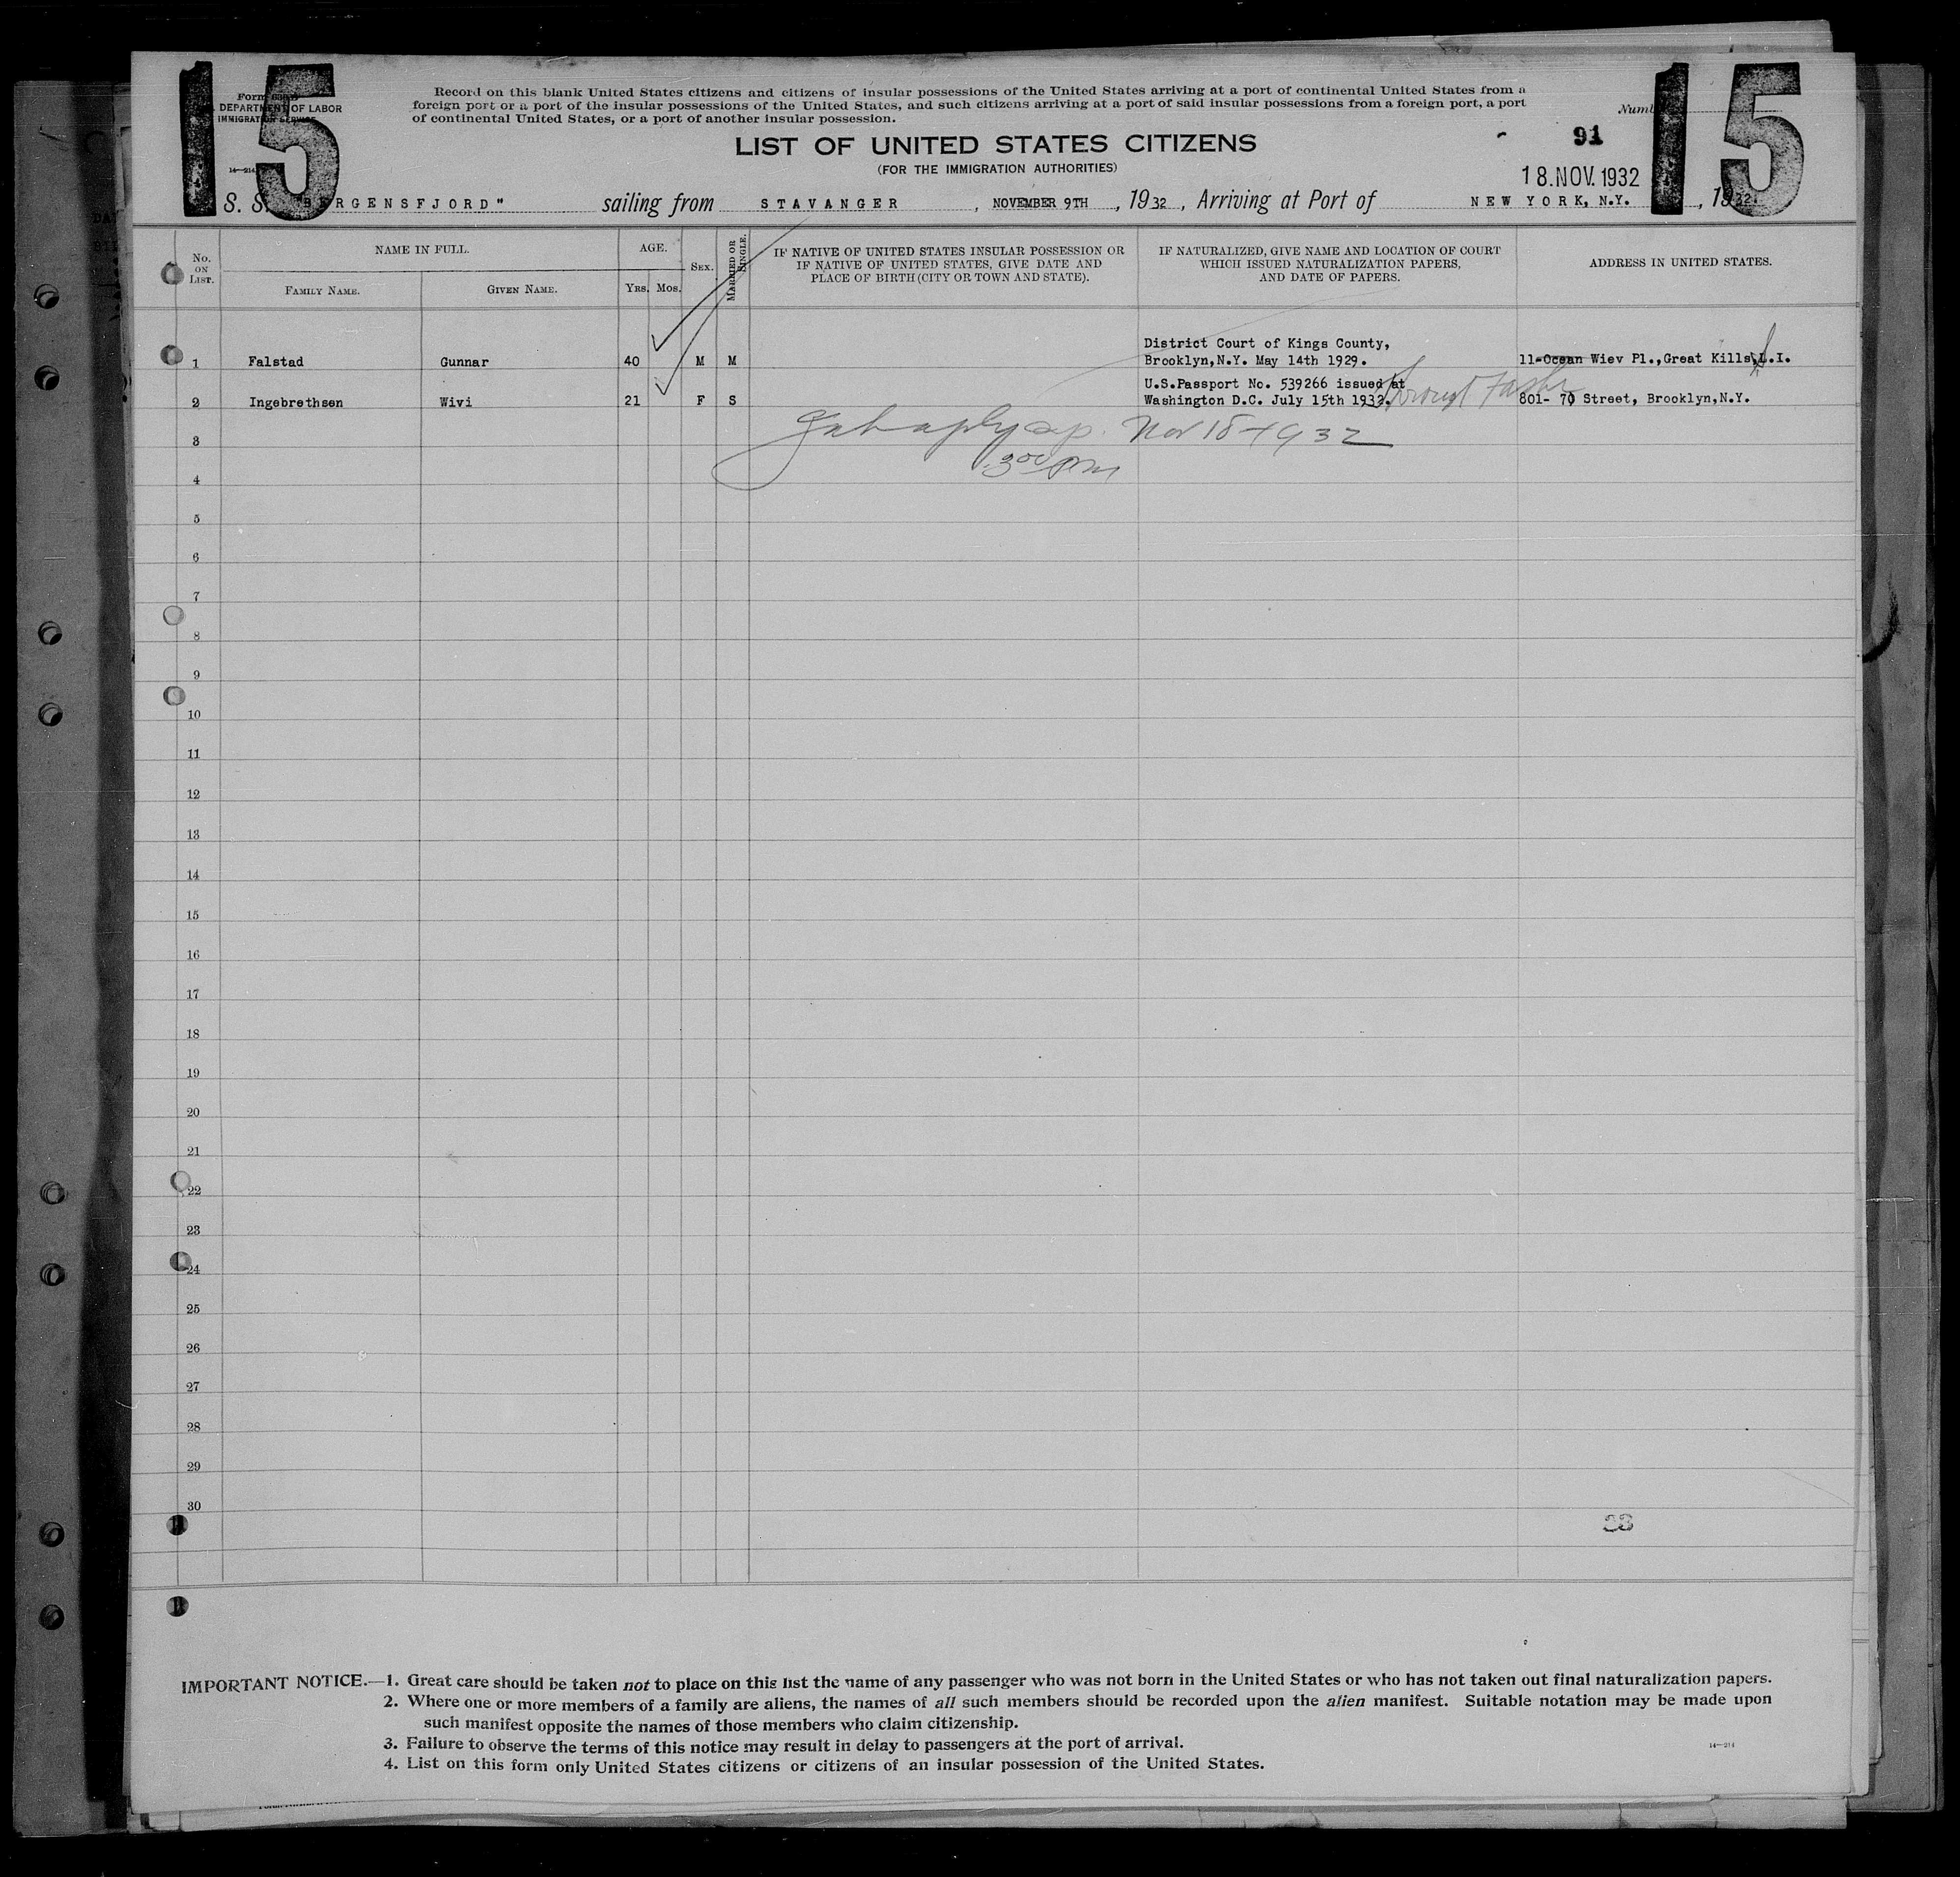 15
15
DEPARTMENT OF LABOR
IMMIGRATION SERVICE
Record on this blank United States citizens and citizens of insular possessions of the United States arriving at a port of continental United States from a
foreign port or a port of the insular possessions of the United States, and such citizens arriving at a port of said insular possessions from a foreign port, a port
of continental United States, or a port of another insular possession.
LIST OF UNITED STATES CITIZENS
(FOR THE IMMIGRATION AUTHORITIES)
91
14—214
18.NOV.1932
S. S. "BERGENSFJORD" sailing from STAVANGER, NOVEMBER 9TH, 1932, Arriving at Port of NEW YORK, N.Y., 1932.
No. ON LIST.
NAME IN FULL.
FAMILY NAME.
GIVEN NAME.
AGE.
YRS. MOS.
SEX.
MARRIED OR SINGLE.
IF NATIVE OF UNITED STATES INSULAR POSSESSION OR
IF NATIVE OF UNITED STATES, GIVE DATE AND
PLACE OF BIRTH (CITY OR TOWN AND STATE).
IF NATURALIZED, GIVE NAME AND LOCATION OF COURT
WHICH ISSUED NATURALIZATION PAPERS,
AND DATE OF PAPERS.
ADDRESS IN UNITED STATES.
District Court of Kings County,
1 Falstad Gunnar 40 M M Brooklyn,N.Y. May 14th 1929. 11-Ocean Wiev Pl.,Great Kills,L.I.
U.S.Passport No. 539266 issued at
2 Ingebrethsen Wivi 21 F S Washington D.C. July 15th 1932. 801- 70 Street, Brooklyn,N.Y.
3 Nov 18-1932
3 00 PM
4
5
6
7
8
9
10
11
12
13
14
15
16
17
18
19
20
21
22
23
24
25
26
27
28
29
30
IMPORTANT NOTICE.—1. Great care should be taken not to place on this list the name of any passenger who was not born in the United States or who has not taken out final naturalization papers.
2. Where one or more members of a family are aliens, the names of all such members should be recorded upon the alien manifest. Suitable notation may be made upon
such manifest opposite the names of those members who claim citizenship.
3. Failure to observe the terms of this notice may result in delay to passengers at the port of arrival.
14—214
4. List on this form only United States citizens or citizens of an insular possession of the United States.